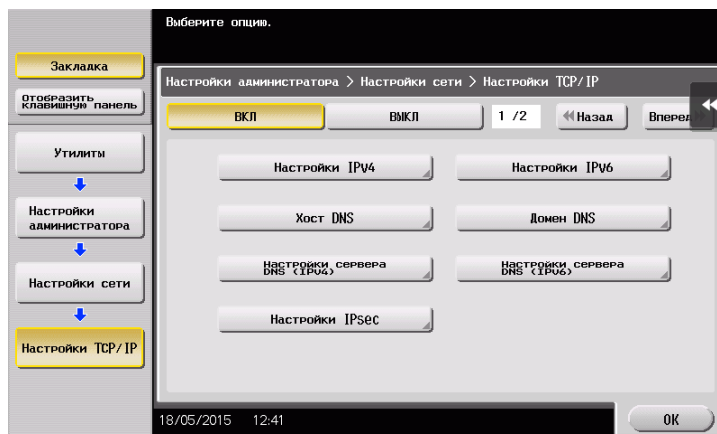 Выберите опцию.
Закладка
Отобразить
клавишную панель
Утилиты
Настройки
администратора
Настройки сети
Настройки TCP/IP
Настройки администратора > Настройки сети > Настройки TCP/IP
ВКЛ ВЫКЛ 1 /2 Назад Вперед
Настройки IPv4 Настройки IPv6
Хост DNS Домен DNS
Настройки сервера
DNS (IPv4)
Настройки сервера
DNS (IPv6)
Настройки IPsec
18/05/2015 12:41
OK